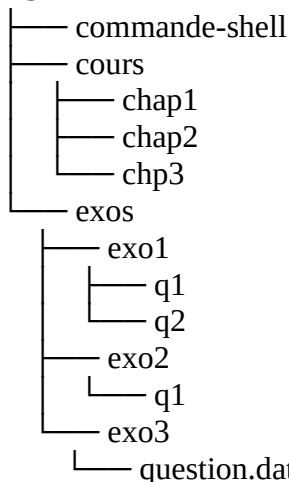 commande-shell
cours
chap1
chap2
chp3
exos
exo1
q1
q2
exo2
q1
exo3